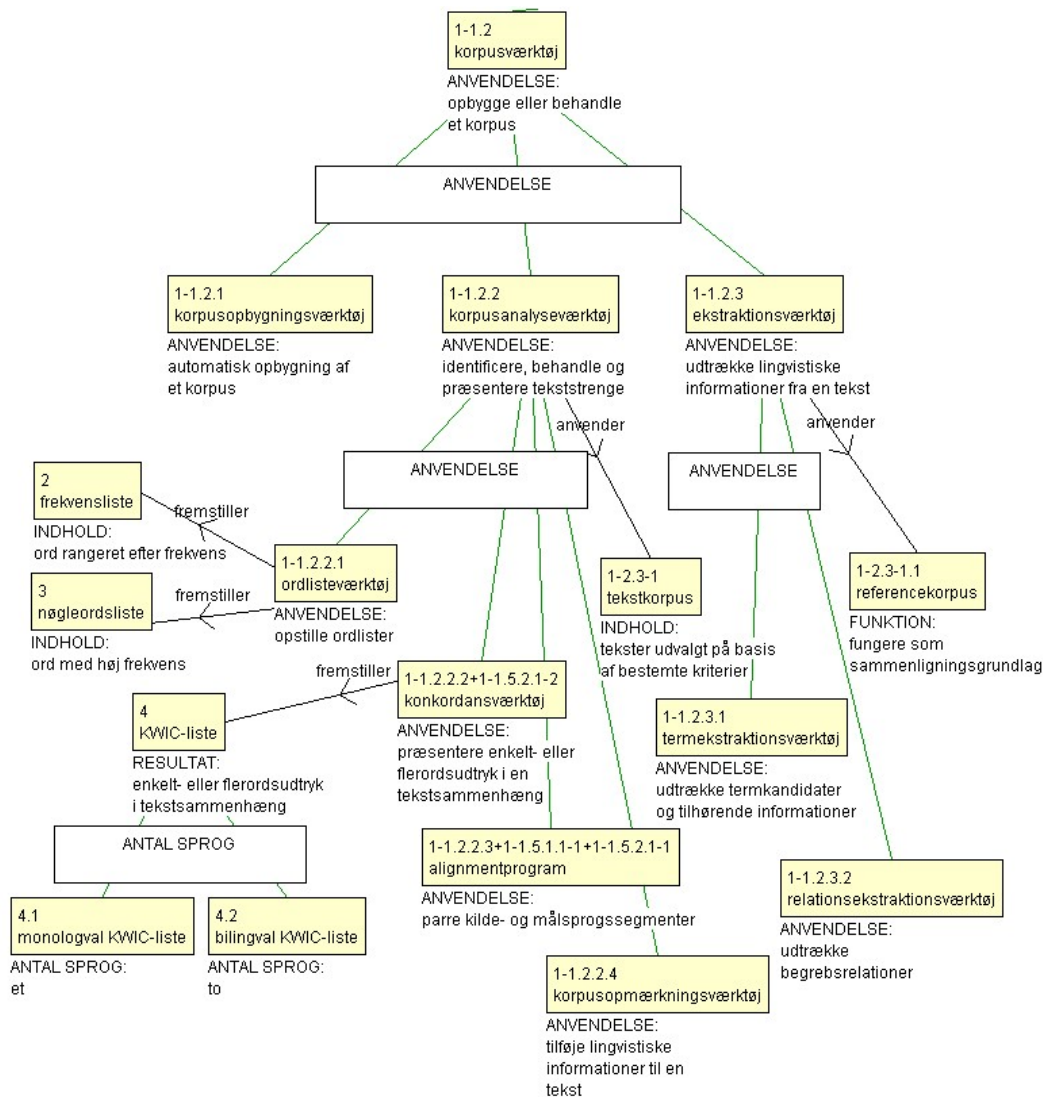 1-1.2
korpusværktøj
ANVENDELSE:
opbygge eller behandle
et korpus
ANVENDELSE
1-1.2.1
korpusopbygningsværktøj
ANVENDELSE:
automatisk opbygning af
et korpus
1-1.2.2
korpusanalyseværktøj
ANVENDELSE:
identificere, behandle og
præsentere tekststrenge
1-1.2.3
ekstraktionsværktøj
ANVENDELSE:
udtrække lingvistiske
informationer fra en tekst
anvender
anvender
ANVENDELSE
ANVENDELSE
2
frekvensliste
INDHOLD:
ord rangeret efter frekvens
fremstiller
1-1.2.2.1
ordlisteværktøj
ANVENDELSE:
opstille ordlister
3
nøgleordsliste
INDHOLD:
ord med høj frekvens
fremstiller
1-2.3-1
tekstkorpus
INDHOLD:
tekster udvalgt på basis
af bestemte kriterier
1-2.3-1.1
referencekorpus
FUNKTION:
fungere som
sammenligningsgrundlag
fremstiller
1-1.2.2.2+1-1.5.2.1-2
konkordansværktøj
ANVENDELSE:
præsentere enkelt- eller
flerordsudtryk i en
tekstsammenhæng
4
KWIC-liste
RESULTAT:
enkelt- eller flerordsudtryk
i tekstsammenhæng
1-1.2.3.1
termekstraktionsværktøj
ANVENDELSE:
udtrække termkandidater
og tilhørende informationer
ANTAL SPROG
1-1.2.2.3+1-1.5.1.1-1+1-1.5.2.1-1
alignmentprogram
ANVENDELSE:
parre kilde- og målsprogssegmenter
1-1.2.3.2
relationsekstraktionsværktøj
ANVENDELSE:
udtrække
begrebsrelationer
4.1
monologval KWIC-liste
ANTAL SPROG:
et
4.2
bilingval KWIC-liste
ANTAL SPROG:
to
1-1.2.2.4
korpusopmærkningsværktøj
ANVENDELSE:
tilføje lingvistiske
informationer til en
tekst